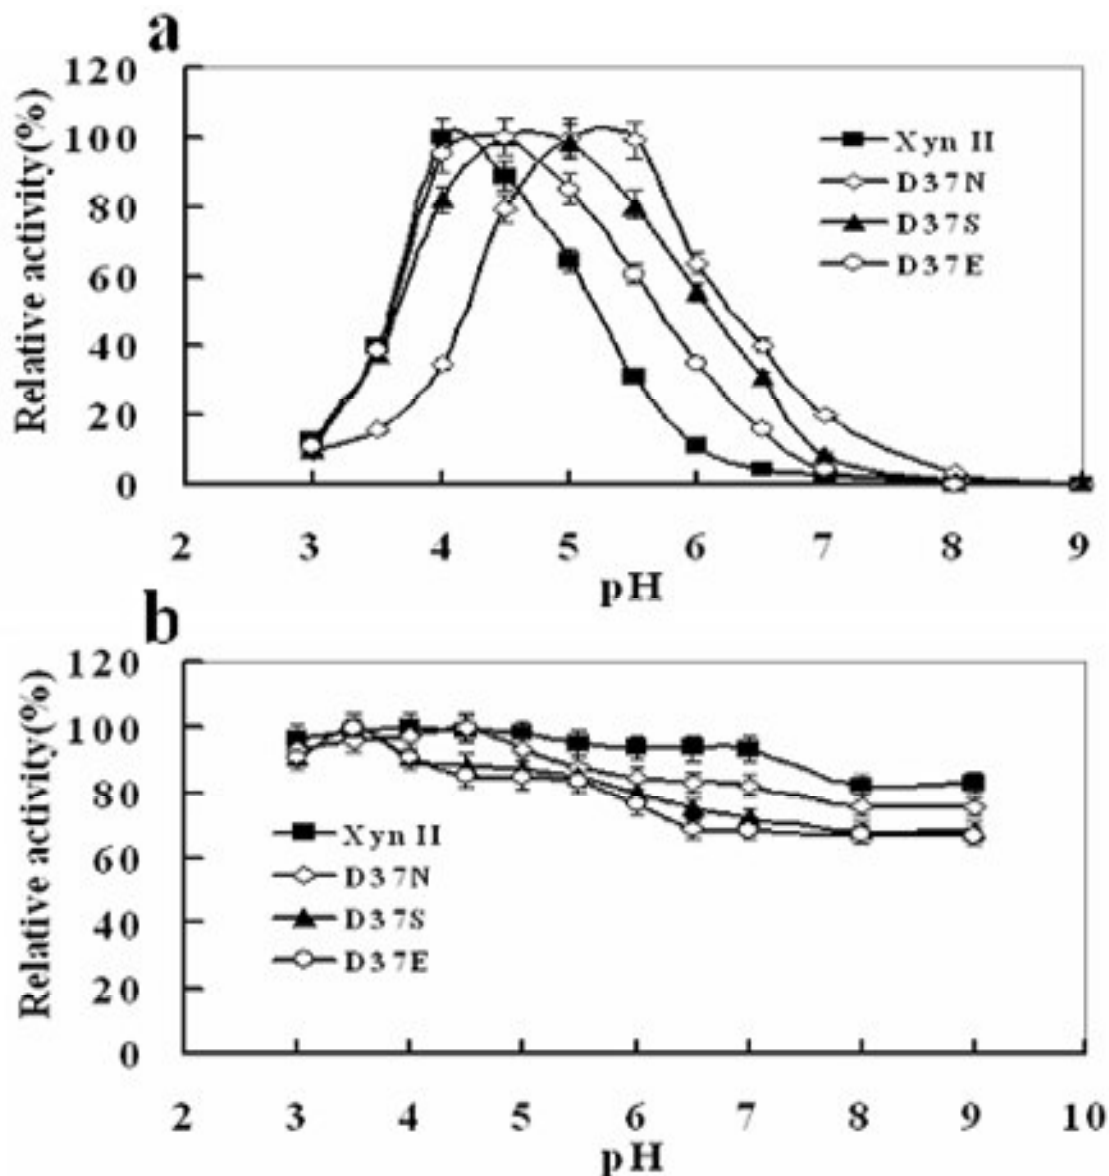 a
120
100
80
60
40
20
0
Relative activity(%)
Xyn II
D37N
D37S
D37E
2 3 4 5 6 7 8 9
pH
b
120
100
80
60
40
20
0
Relative activity(%)
Xyn II
D37N
D37S
D37E
2 3 4 5 6 7 8 9 10
pH